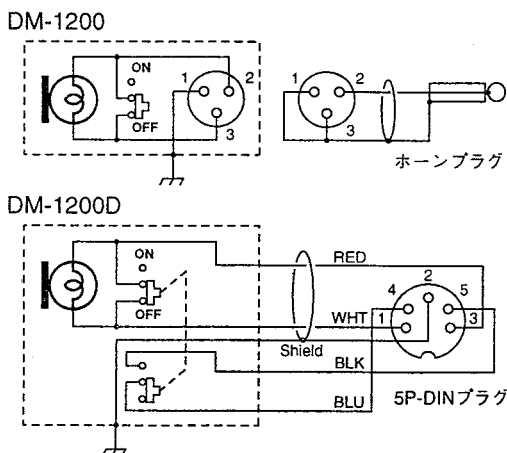 DM-1200
ON
OFF
1
2
3
1
2
3
ホーンプラグ
DM-1200D
ON
OFF
RED
WHT
Shield
BLK
BLU
2
4
5
1
3
5P-DINプラグ